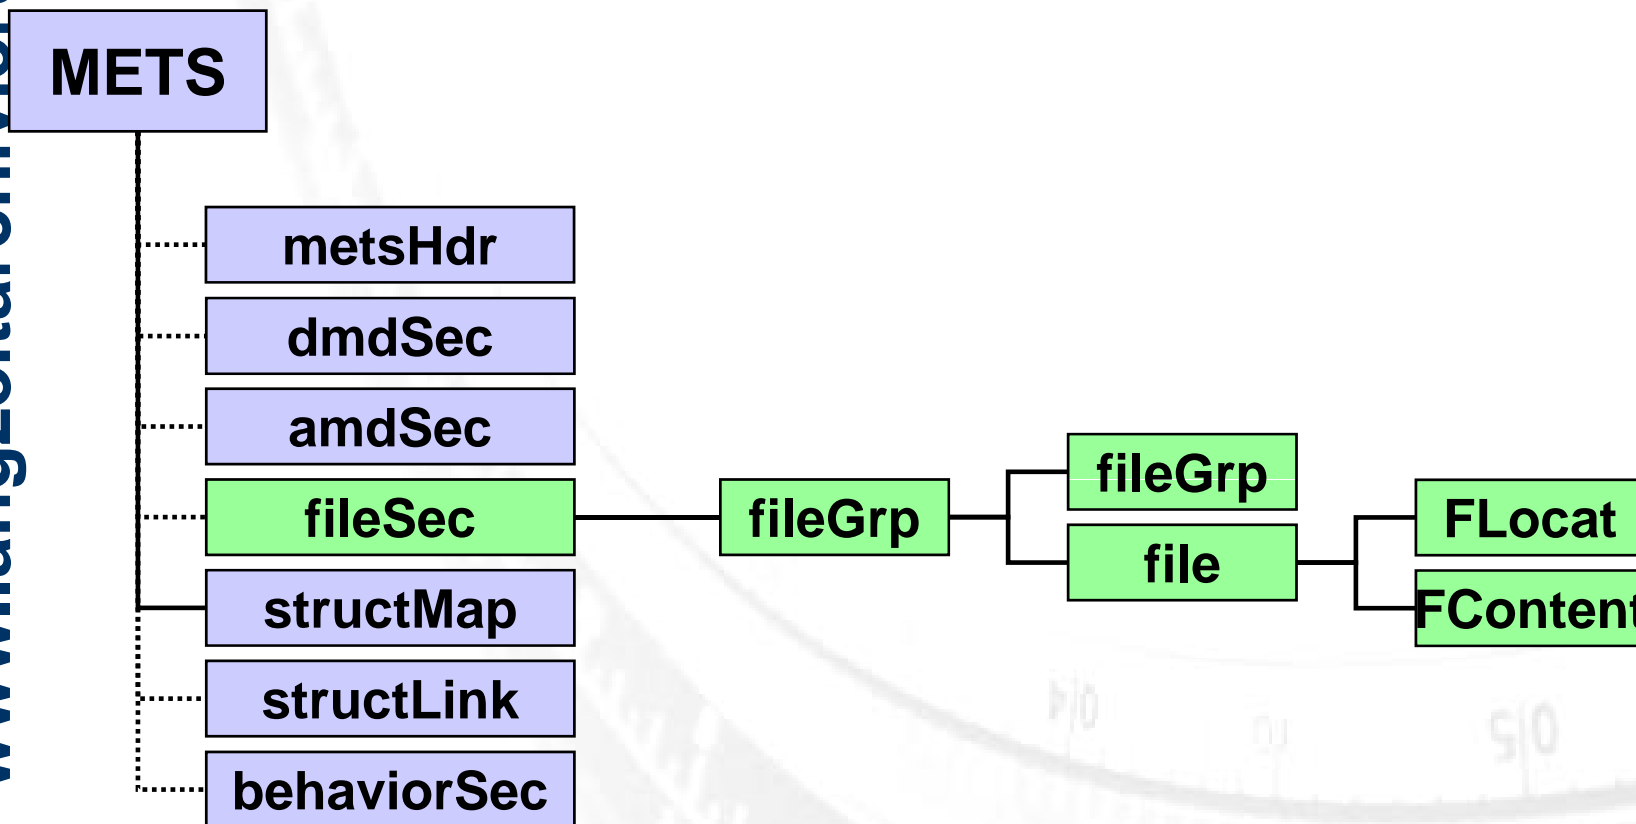 METS
metsHdr
dmdSec
amdSec
fileSec
fileGrp
fileGrp
file
FLocat
FContent
structMap
structLink
behaviorSec